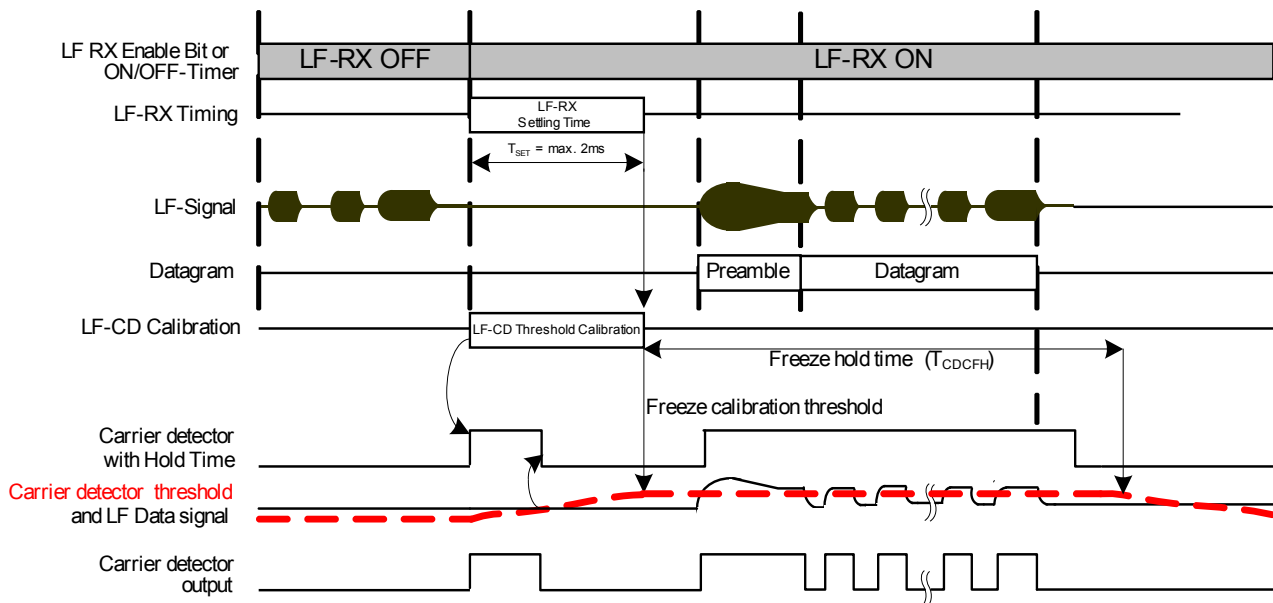 LF RX Enable Bit or
ON/OFF-Timer
LF-RX OFF
LF-RX ON
LF-RX Timing
LF-RX
Settling Time
TSET = max. 2ms
LF-Signal
Datagram
Preamble
Datagram
LF-CD Calibration
LF-CD Threshold Calibration
Freeze hold time (TCDCFH)
Freeze calibration threshold
Carrier detector
with Hold Time
Carrier detector threshold
and LF Data signal
Carrier detector
output